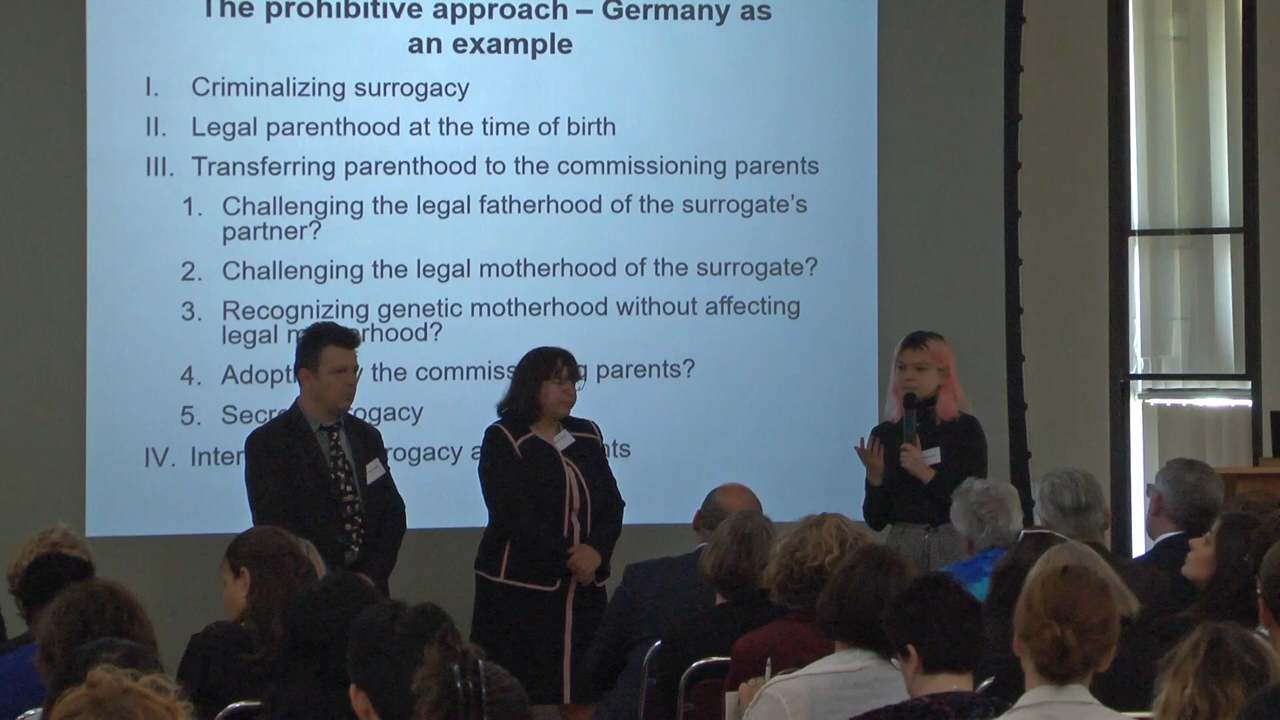 The prohibitive approach – Germany as
an example
I. Criminalizing surrogacy
II. Legal parenthood at the time of birth
III. Transferring parenthood to the commissioning parents
1. Challenging the legal fatherhood of the surrogate's
partner?
2. Challenging the legal motherhood of the surrogate?
3. Recognizing genetic motherhood without affecting
legal motherhood?
4. the parents?
5.
IV.